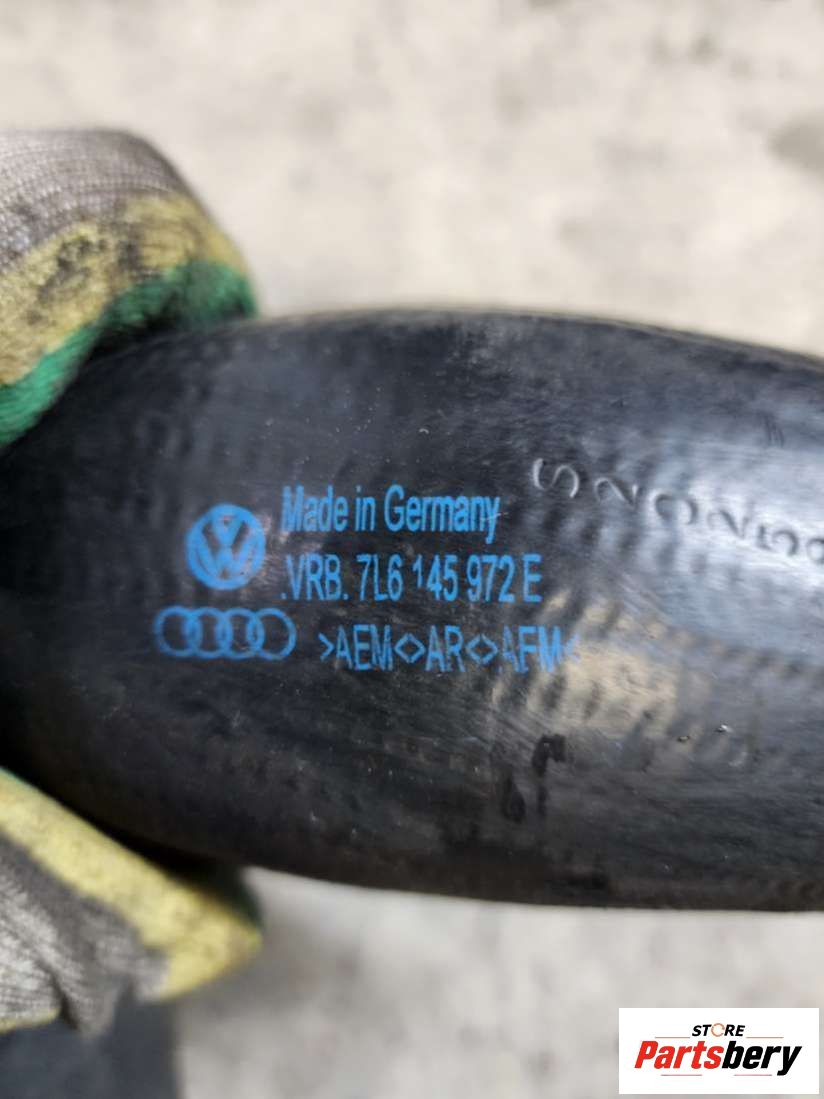 Made in Germany
.VRB. 7L6 145 972 E
>AEM<>AR<>AFM<
STORE
Partsbery